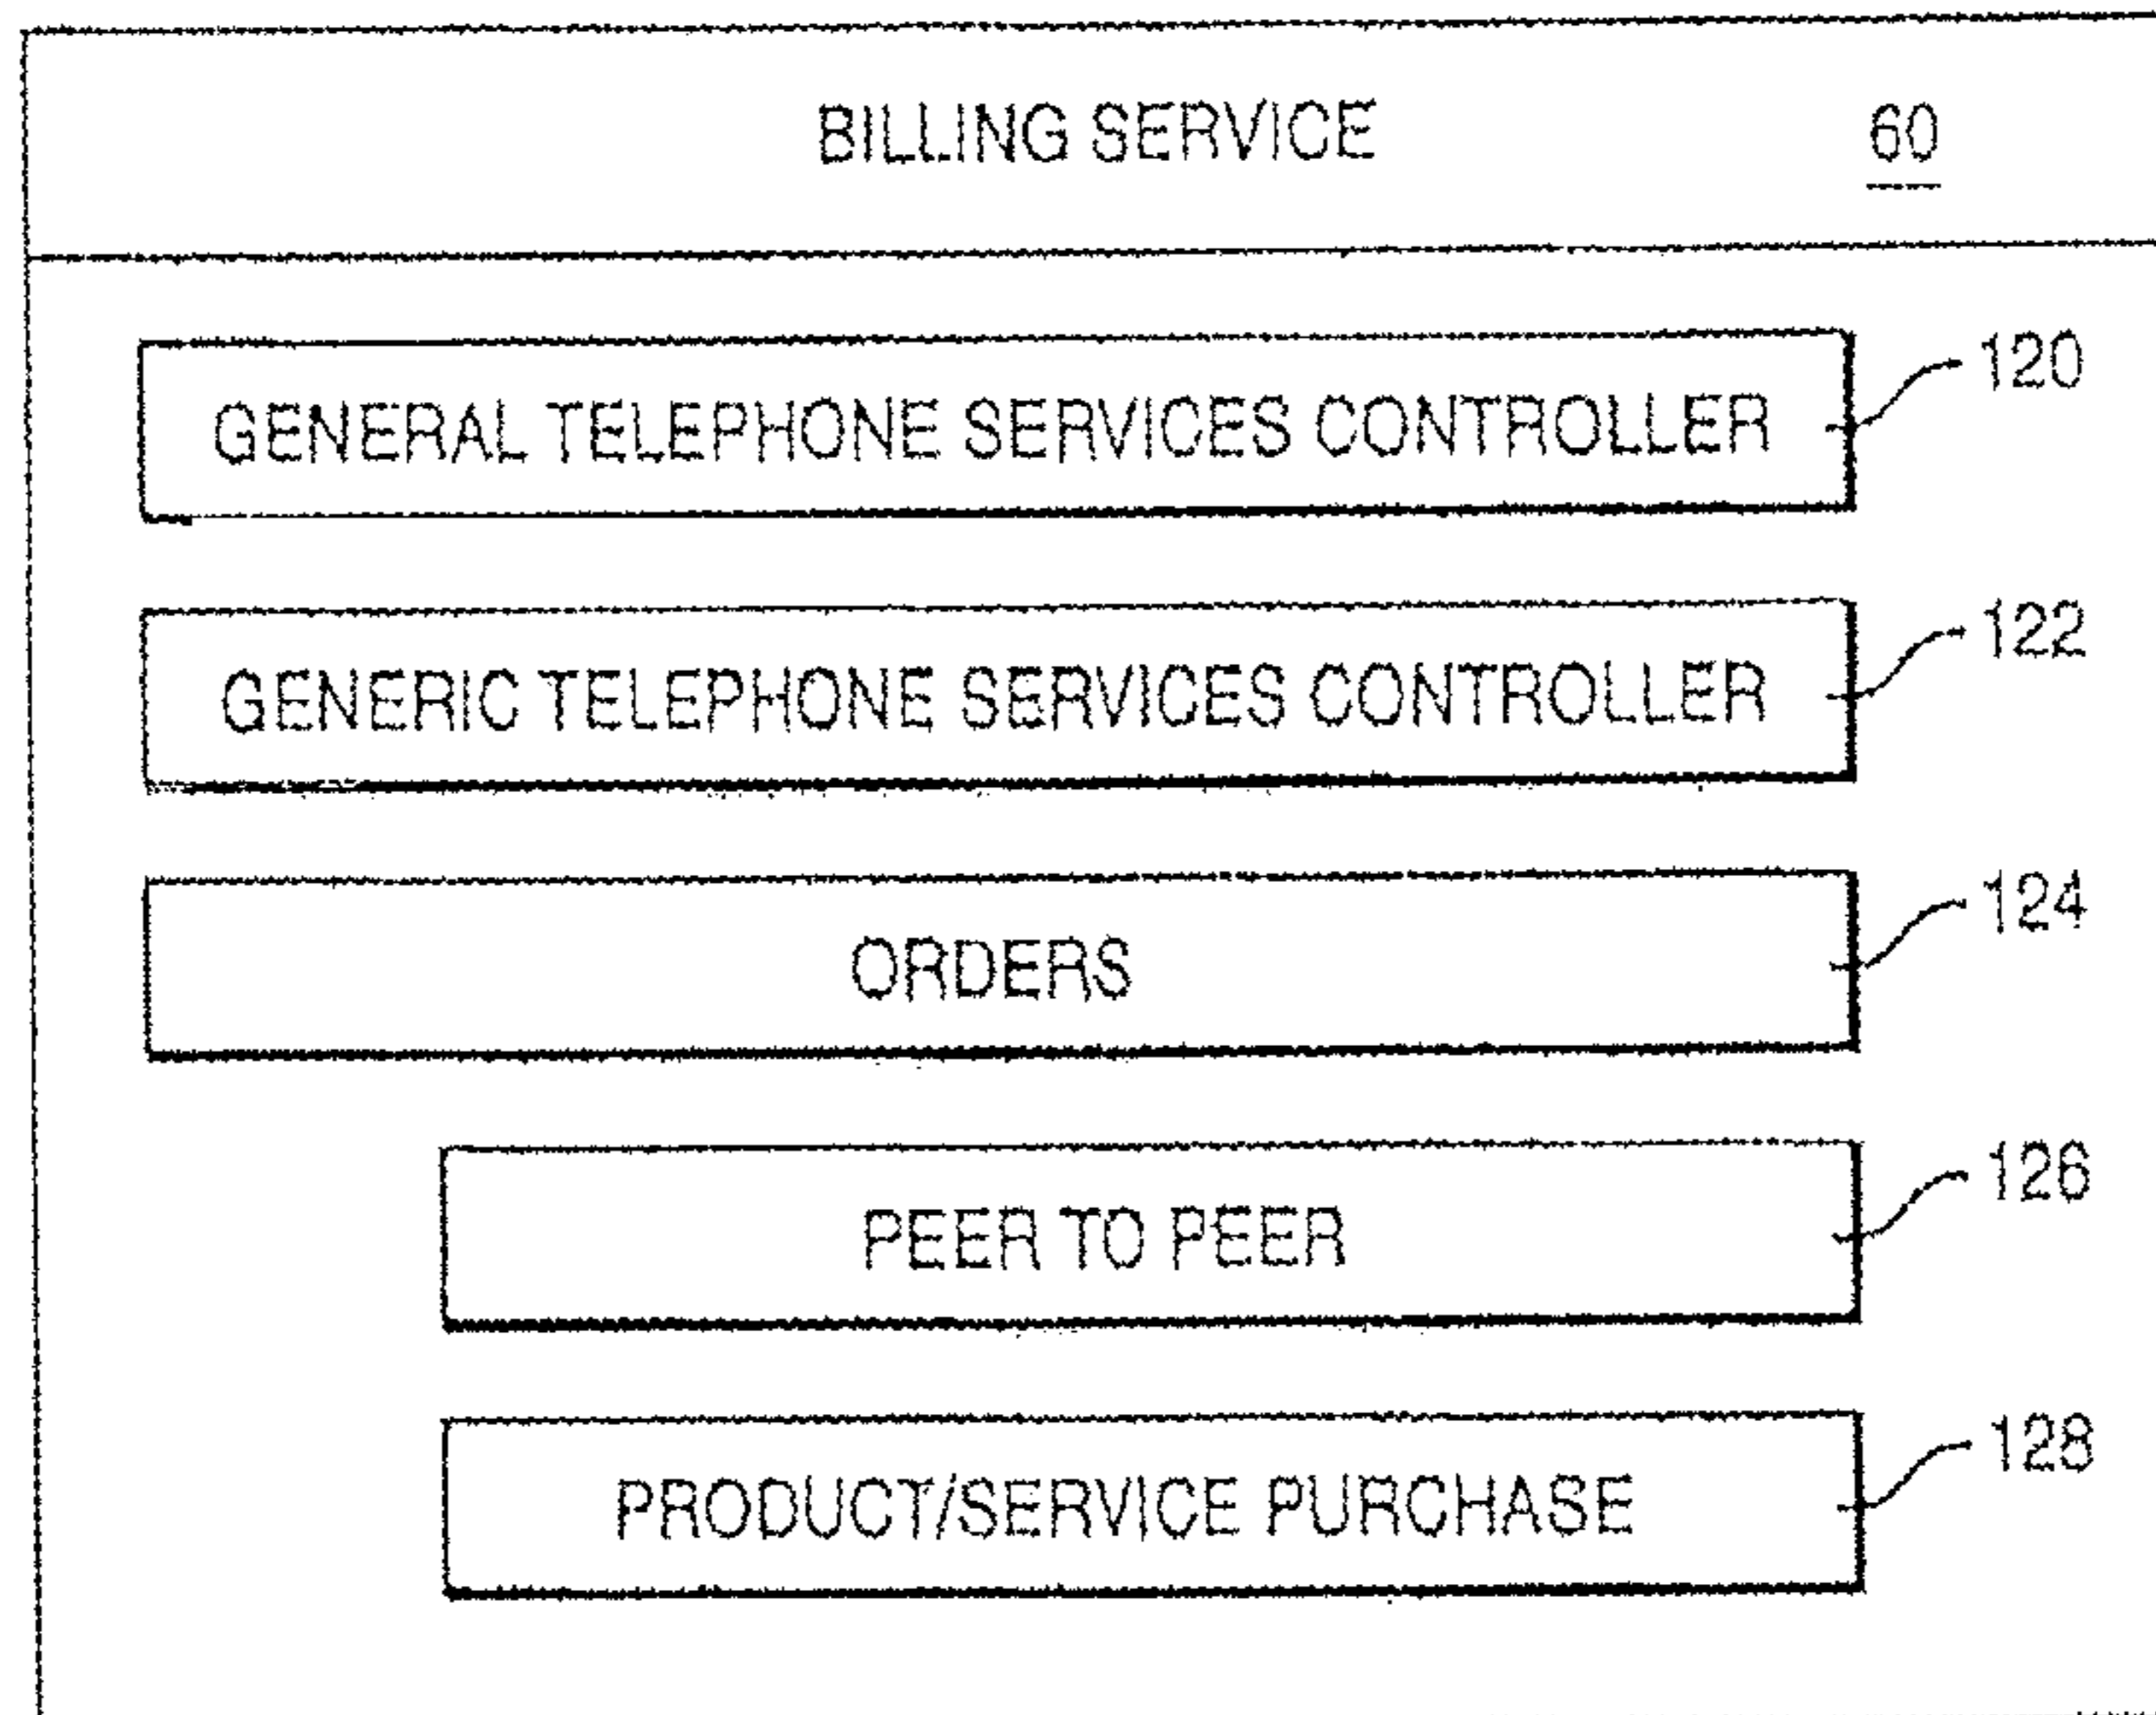 BILLING SERVICE 60
GENERAL TELEPHONE SERVICES CONTROLLER 120
GENERIC TELEPHONE SERVICES CONTROLLER 122
ORDERS 124
PEER TO PEER 126
PRODUCT/SERVICE PURCHASE 128